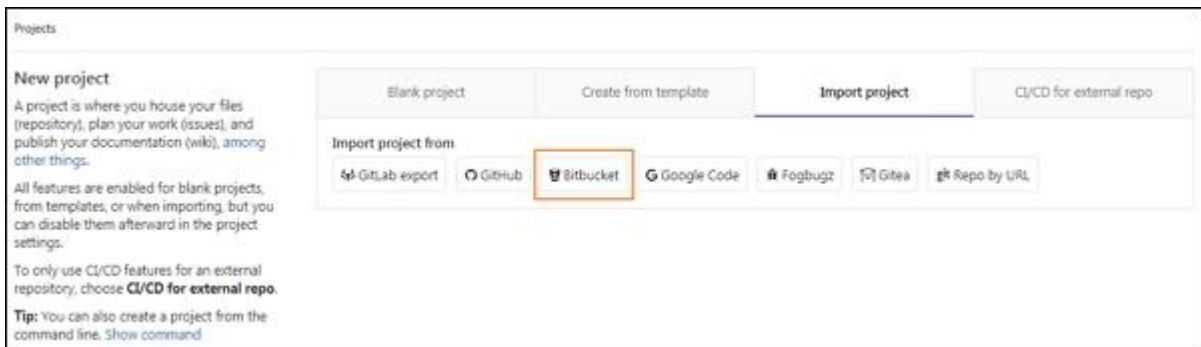 Projects
New project
A project is where you house your files
(repository), plan your work (issues), and
publish your documentation (wiki), among
other things.
All features are enabled for blank projects,
from templates, or when importing, but you
can disable them afterward in the project
settings.
To only use CI/CD features for an external
repository, choose CI/CD for external repo.
Tip: You can also create a project from the
command line. Show command
Blank project
Create from template
Import project
CI/CD for external repo
Import project from
GitLab export
GitHub
Bitbucket
Google Code
Fogbugz
Gitea
git Repo by URL